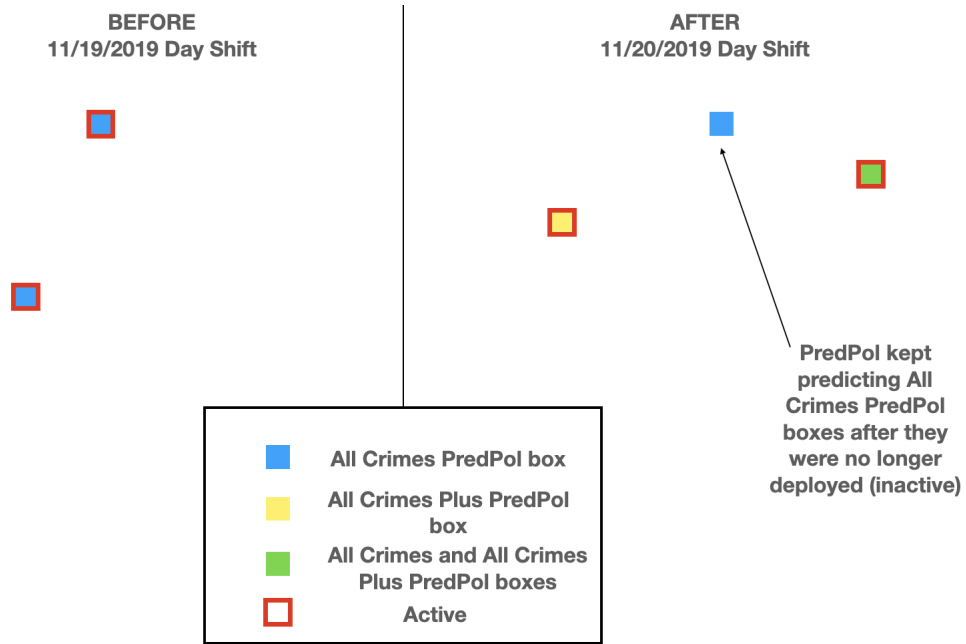 BEFORE
11/19/2019 Day Shift
AFTER
11/20/2019 Day Shift
PredPol kept
predicting All
Crimes PredPol
boxes after they
were no longer
deployed (inactive)
All Crimes PredPol box
All Crimes Plus PredPol
box
All Crimes and All Crimes
Plus PredPol boxes
Active